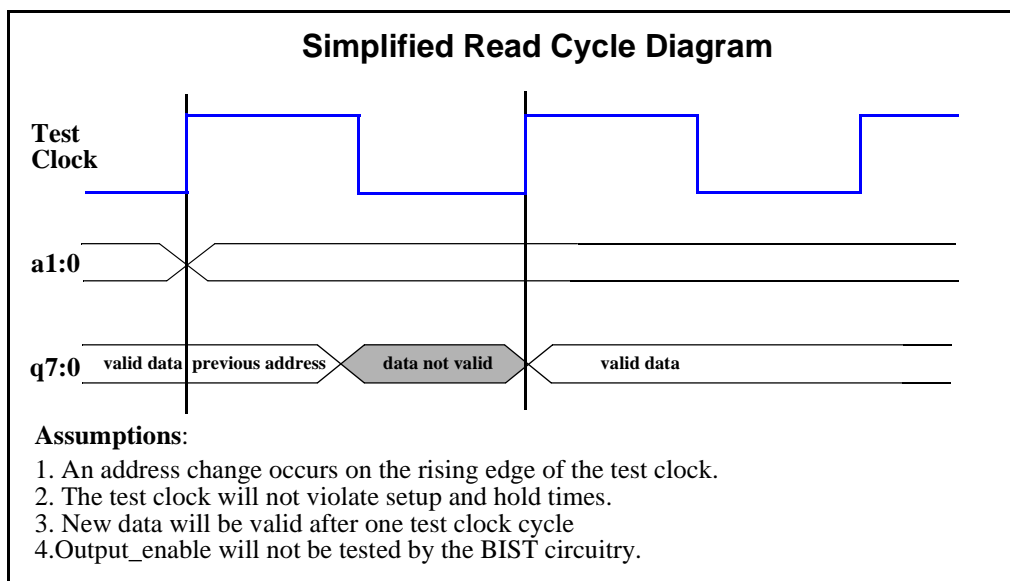 Simplified Read Cycle Diagram
Test
Clock
a1:0
q7:0
valid data previous address
data not valid
valid data
Assumptions:
1. An address change occurs on the rising edge of the test clock.
2. The test clock will not violate setup and hold times.
3. New data will be valid after one test clock cycle
4.Output_enable will not be tested by the BIST circuitry.